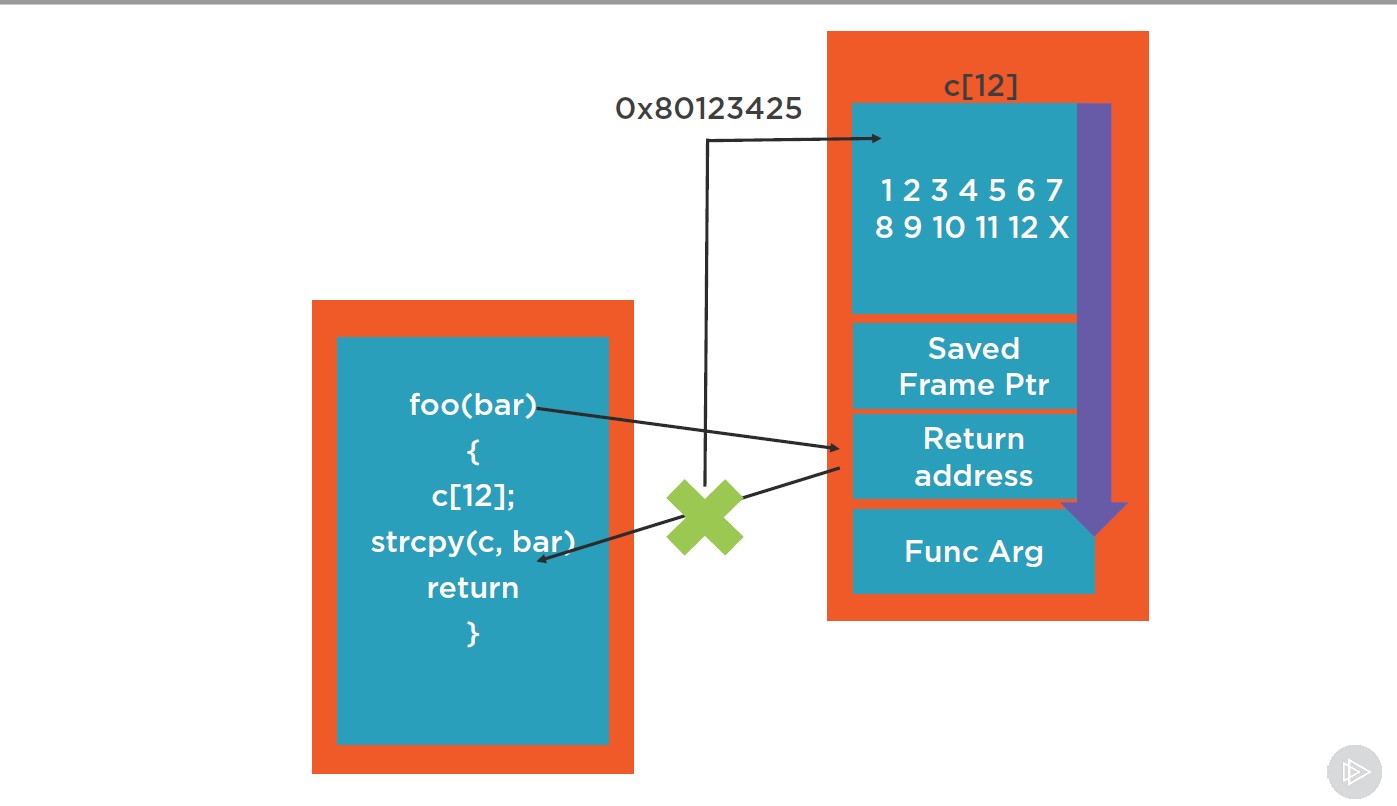 0x80123425
c[12]
1 2 3 4 5 6 7
8 9 10 11 12 X
Saved
Frame Ptr
Return
address
Func Arg
foo(bar)
{
c[12];
strcpy(c, bar)
return
}